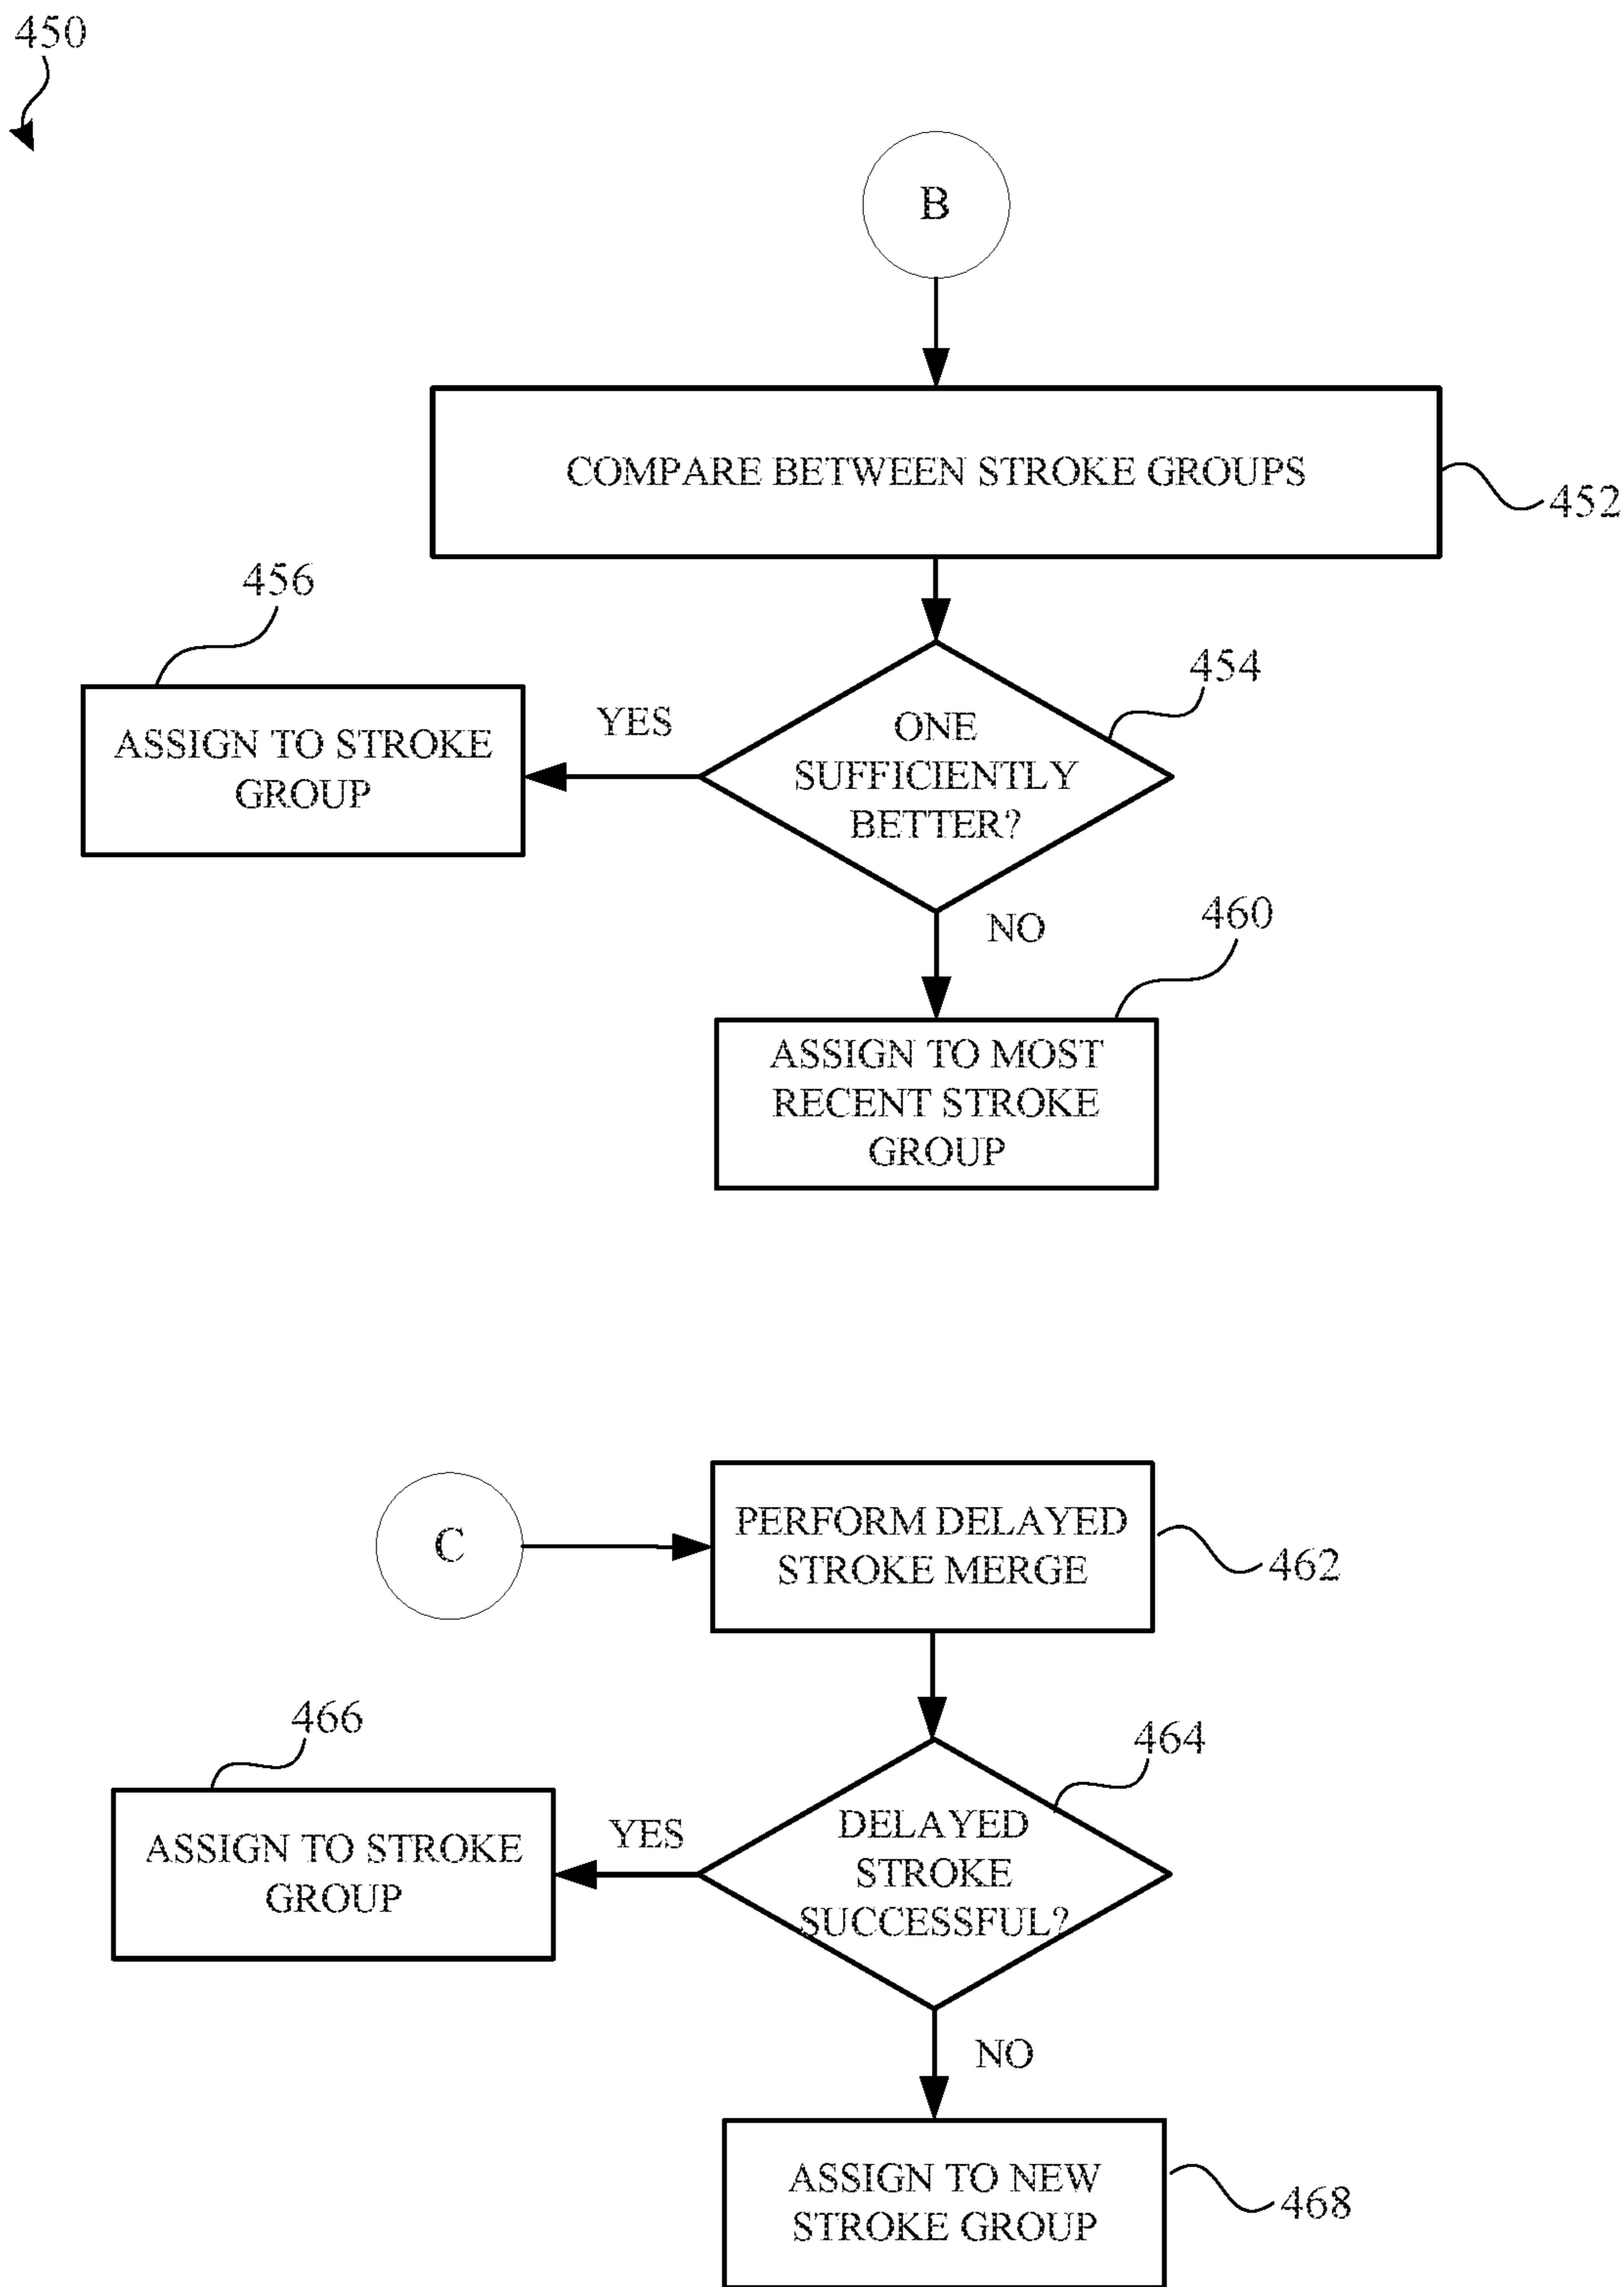 450
B
COMPARE BETWEEN STROKE GROUPS
452
456
454
ASSIGN TO STROKE
GROUP
YES
ONE
SUFFICIENTLY
BETTER?
NO
460
ASSIGN TO MOST
RECENT STROKE
GROUP
C
PERFORM DELAYED
STROKE MERGE
462
466
464
ASSIGN TO STROKE
GROUP
YES
DELAYED
STROKE
SUCCESSFUL?
NO
ASSIGN TO NEW
STROKE GROUP
468